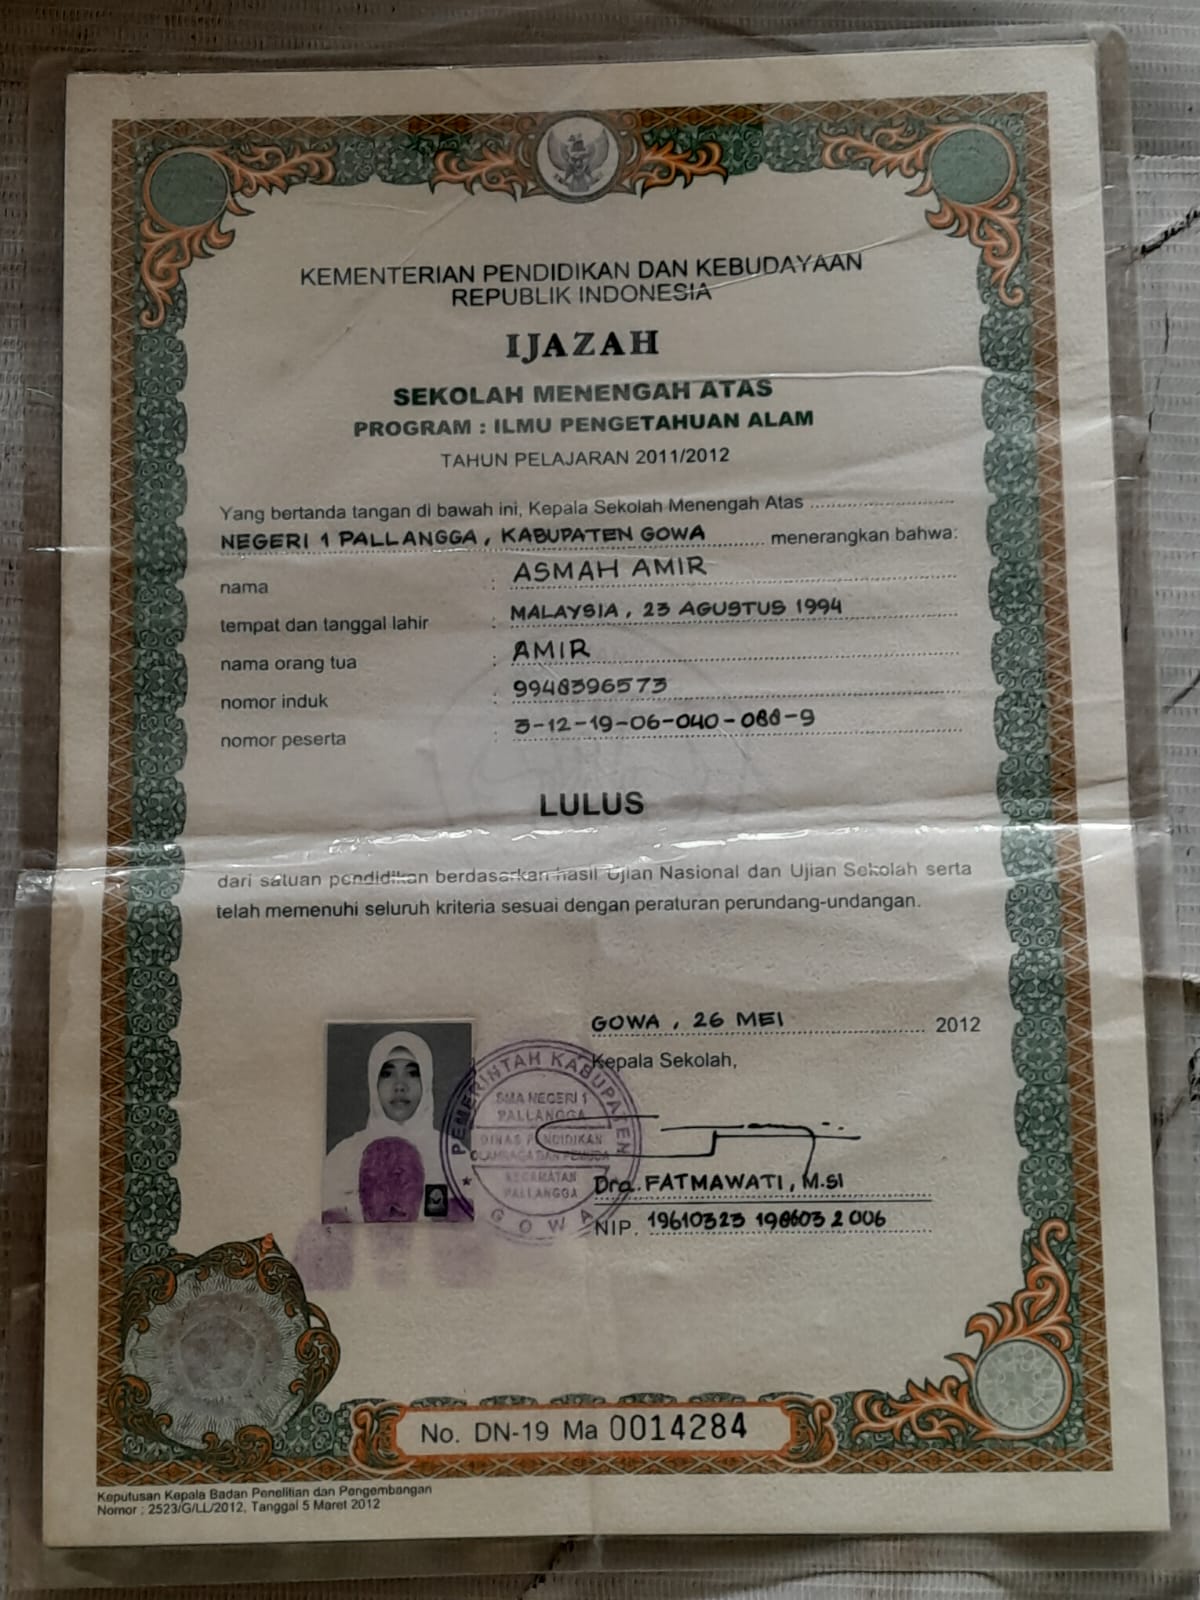 KEMENTERIAN PENDIDIKAN DAN KEBUDAYAAN
REPUBLIK INDONESIA
IJAZAH
SEKOLAH MENENGAH ATAS
PROGRAM : ILMU PENGETAHUAN ALAM
TAHUN PELAJARAN 2011/2012
Yang bertanda tangan di bawah ini, Kepala Sekolah Menengah Atas
NEGERI 1 PALLANGGA, KABUPATEN GOWA menerangkan bahwa:
nama : ASMAH AMIR
tempat dan tanggal lahir : MALAYSIA, 23 AGUSTUS 1994
nama orang tua : AMIR
nomor induk : 9948396573
nomor peserta : 3-12-19-06-040-088-9
LULUS
dari satuan pendidikan berdasarkan hasil Ujian Nasional dan Ujian Sekolah serta
telah memenuhi seluruh kriteria sesuai dengan peraturan perundang-undangan.
GOWA, 26 MEI 2012
Kepala Sekolah,
PEMERINTAH KABUPATEN
SMA NEGERI 1
PALLANGGA
DINAS PENDIDIKAN
OLAHRAGA DAN PEMUDA
KECAMATAN
PALLANGGA
GOWA
Dra. FATMAWATI, M.Si
NIP. 19610323 198603 2 006
No. DN-19 Ma 0014284
Keputusan Kepala Badan Penelitian dan Pengembangan
Nomor : 2523/G/LL/2012, Tanggal 5 Maret 2012